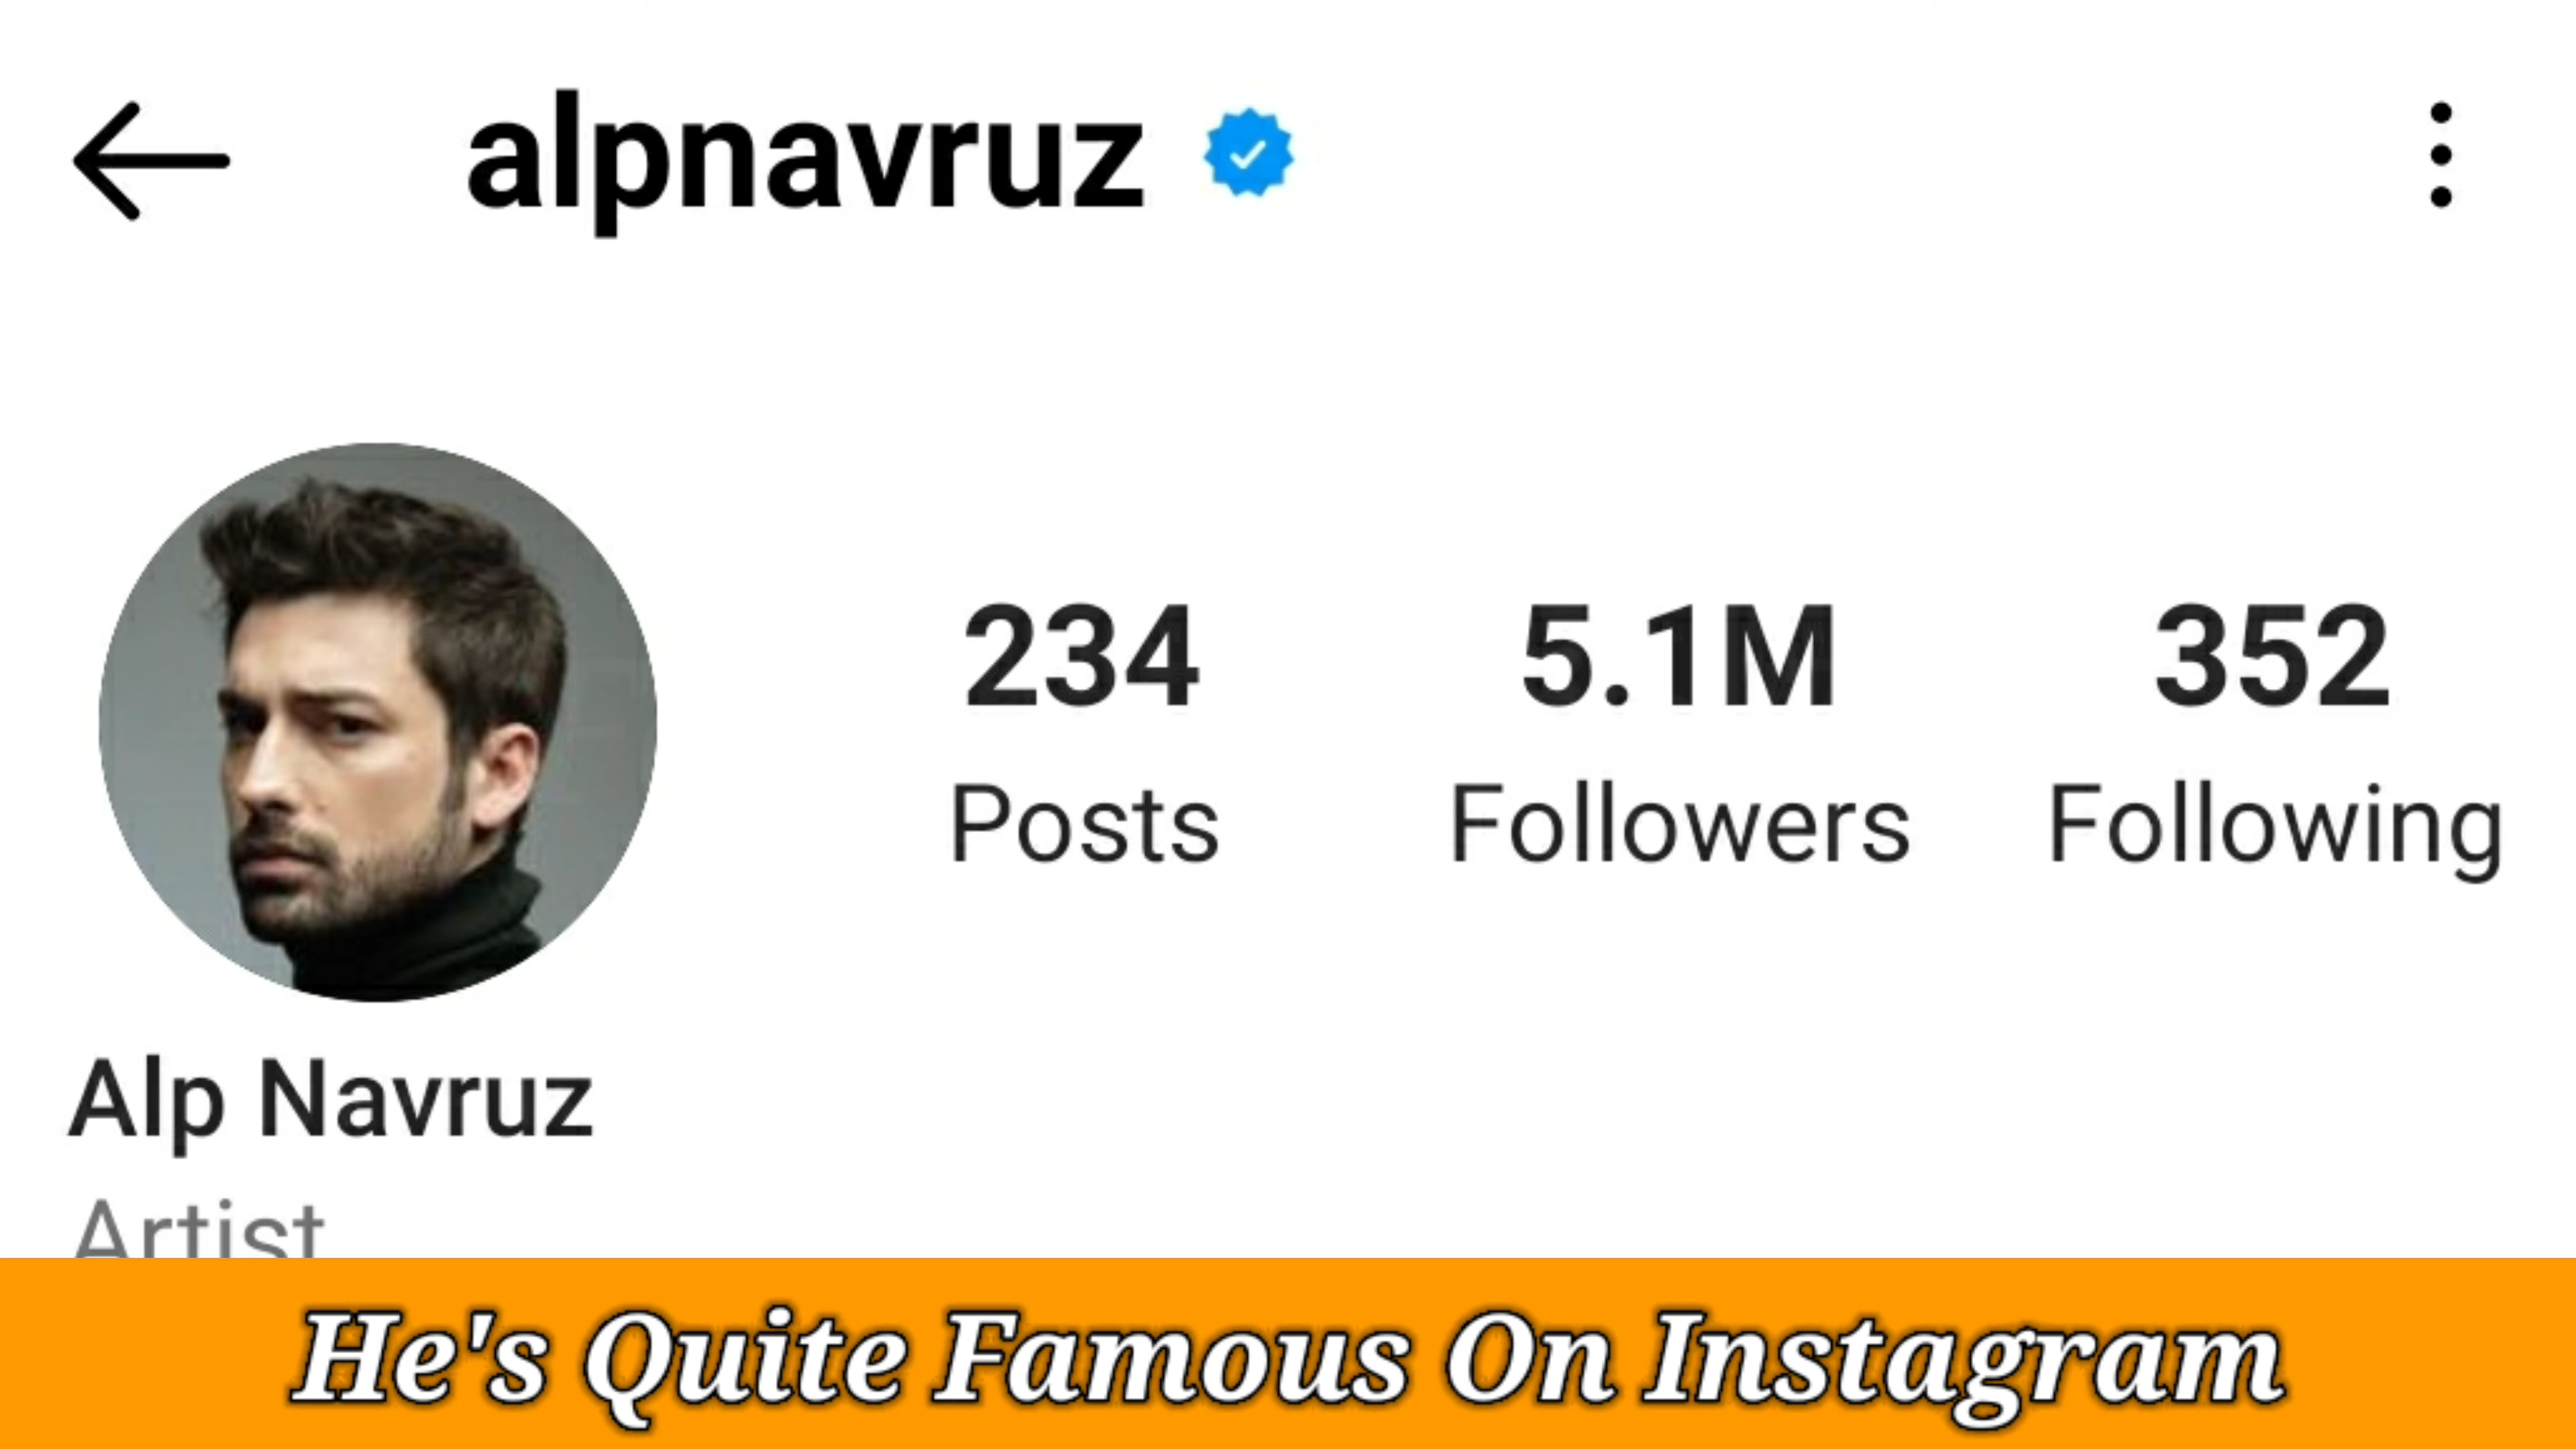 alpnavruz
234 5.1M 352
Posts Followers Following
Alp Navruz
Artist
He's Quite Famous On Instagram